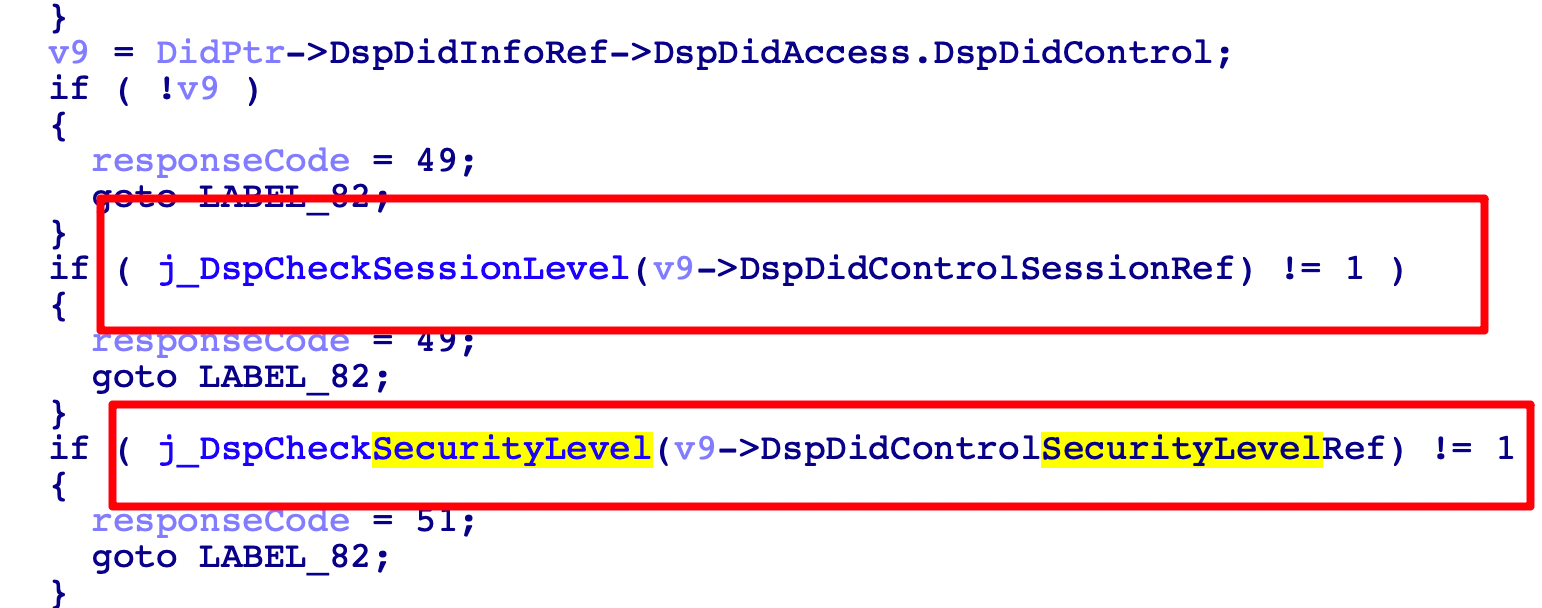 }
v9 = DidPtr->DspDidInfoRef->DspDidAccess.DspDidControl;
if ( !v9 )
{
responseCode = 49;
goto LABEL_82;
}
if ( j_DspCheckSessionLevel(v9->DspDidControlSessionRef) != 1 )
{
responseCode = 49;
goto LABEL_82;
}
if ( j_DspCheckSecurityLevel(v9->DspDidControlSecurityLevelRef) != 1
{
responseCode = 51;
goto LABEL_82;
}